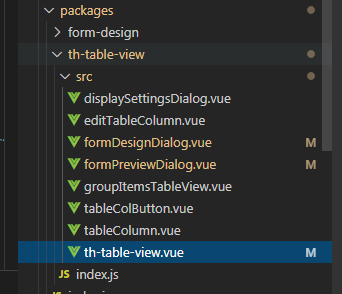 packages
form-design
th-table-view
src
displaySettingsDialog.vue
editTableColumn.vue
formDesignDialog.vue M
formPreviewDialog.vue M
groupItemsTableView.vue
tableColButton.vue
tableColumn.vue
th-table-view.vue M
JS index.js